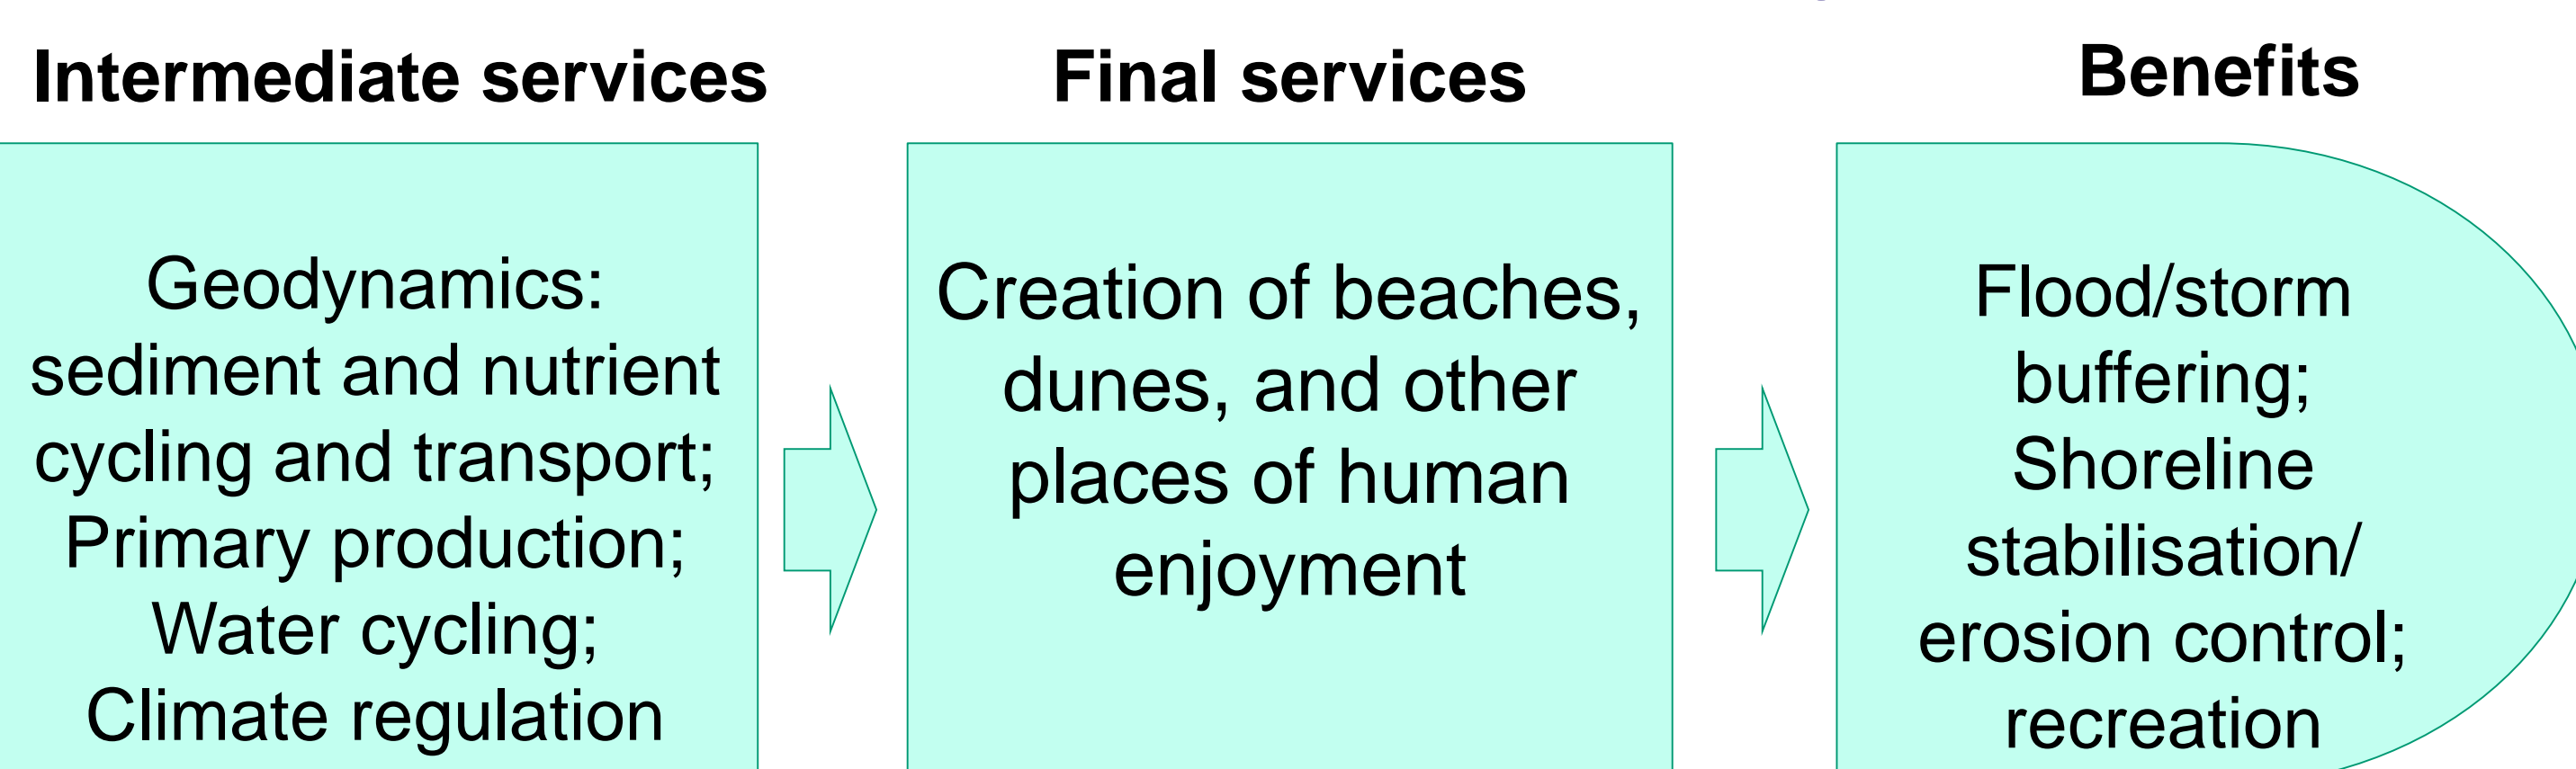 Intermediate services
Final services
Benefits
Geodynamics:
sediment and nutrient
cycling and transport;
Primary production;
Water cycling;
Climate regulation
Creation of beaches,
dunes, and other
places of human
enjoyment
Flood/storm
buffering;
Shoreline
stabilisation/
erosion control;
recreation